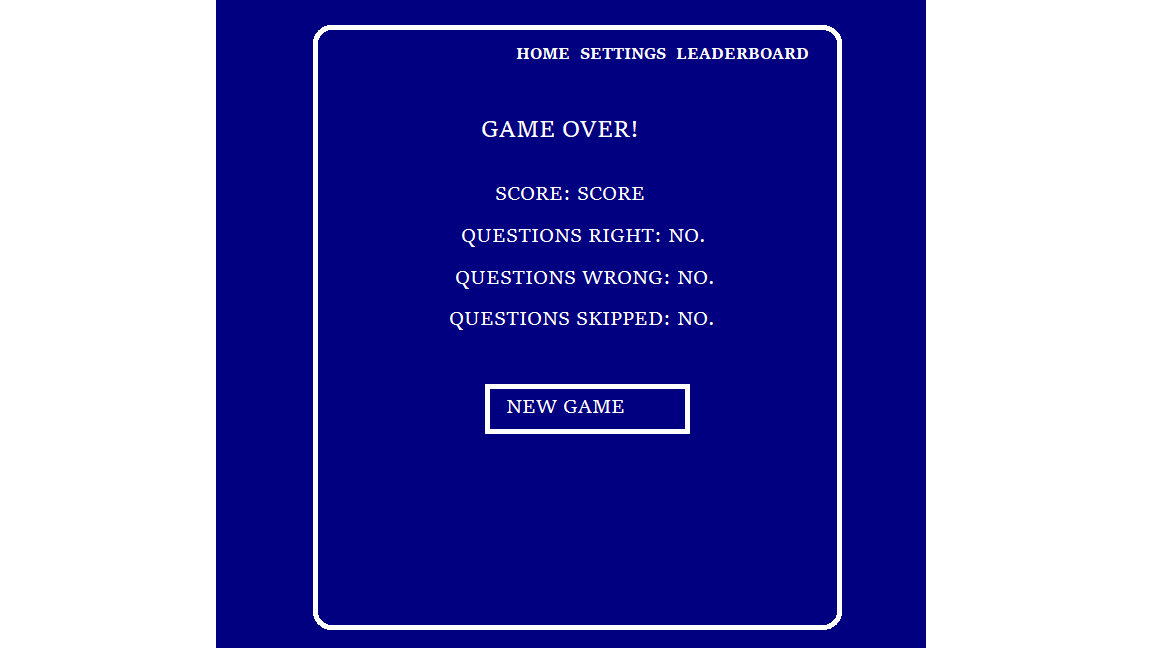 HOME SETTINGS LEADERBOARD
GAME OVER!
SCORE: SCORE
QUESTIONS RIGHT: NO.
QUESTIONS WRONG: NO.
QUESTIONS SKIPPED: NO.
NEW GAME